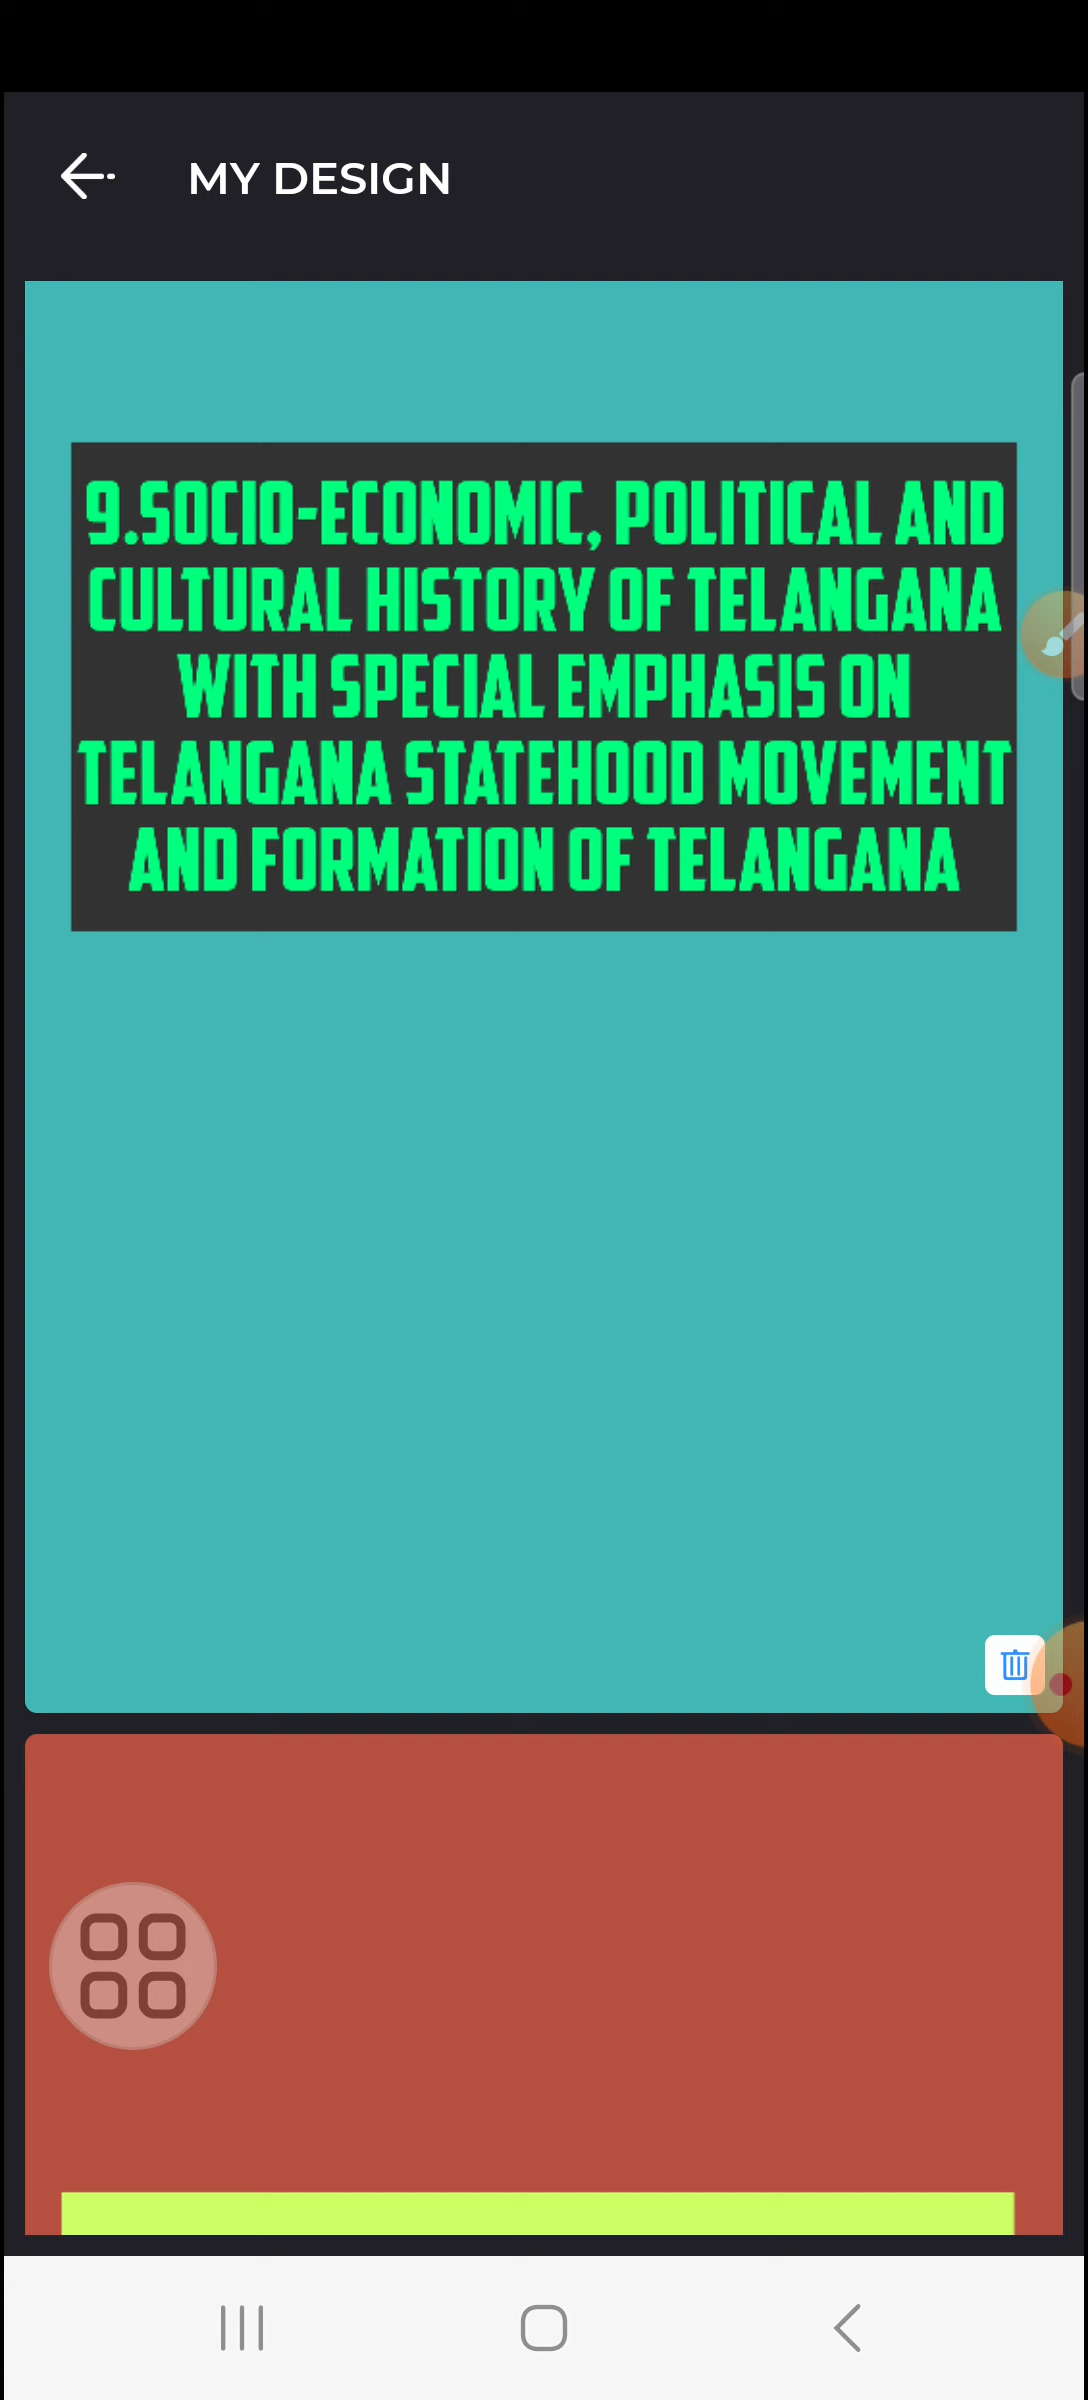 MY DESIGN
9.SOCIO-ECONOMIC, POLITICAL AND
CULTURAL HISTORY OF TELANGANA
WITH SPECIAL EMPHASIS ON
TELANGANA STATEHOOD MOVEMENT
AND FORMATION OF TELANGANA